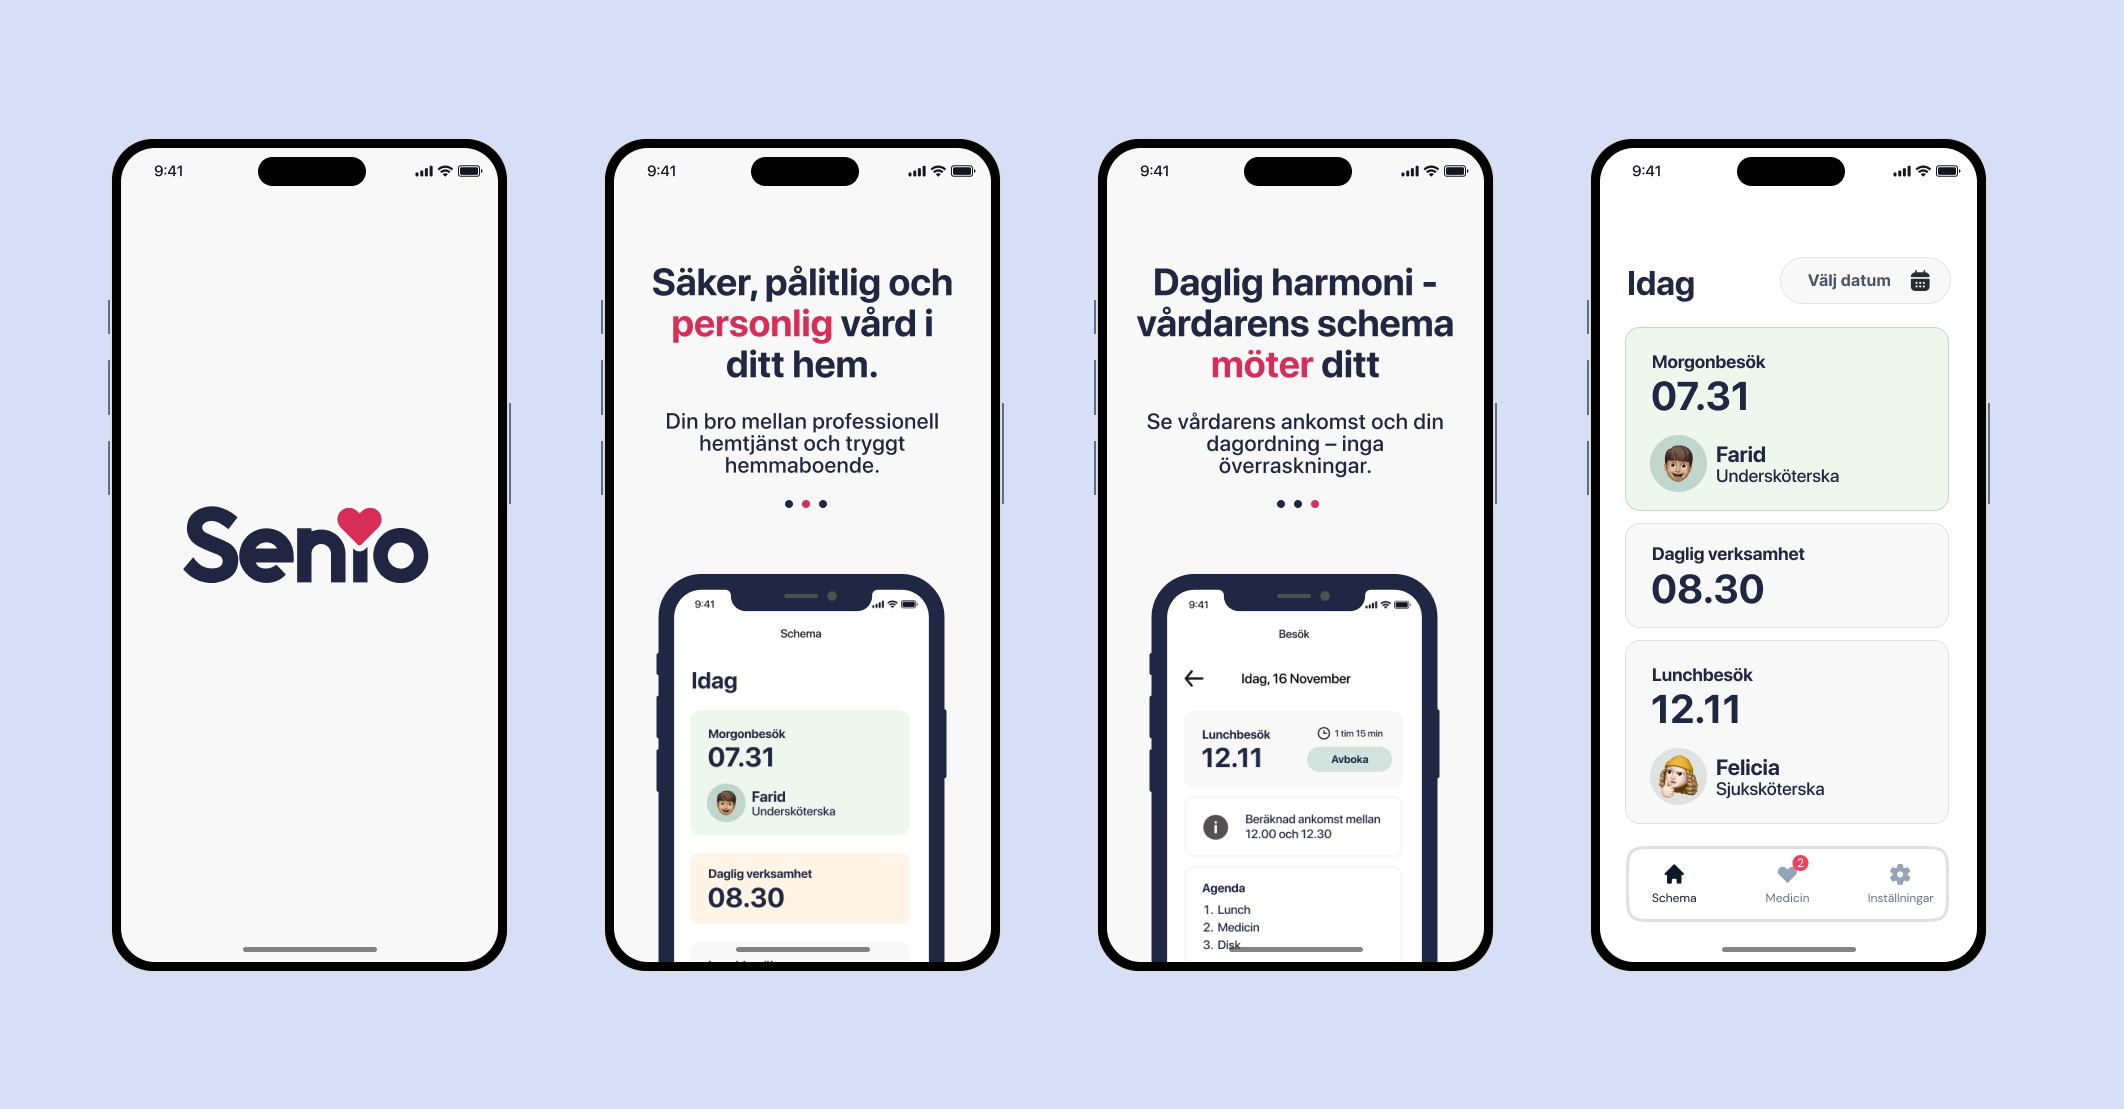 9:41
Senio
9:41
Säker, pålitlig och
personlig vård i
ditt hem.
Din bro mellan professionell
hemtjänst och tryggt
hemmaboende.
9:41
Schema
Idag
Morgonbesök
07.31
Farid
Undersköterska
Daglig verksamhet
08.30
9:41
Daglig harmoni -
vårdarens schema
möter ditt
Se vårdarens ankomst och din
dagordning – inga
överraskningar.
9:41
Besök
Idag, 16 November
Lunchbesök
1 tim 15 min
12.11
Avboka
i
Beräknad ankomst mellan
12.00 och 12.30
Agenda
1. Lunch
2. Medicin
3. Disk
9:41
Idag
Välj datum
Morgonbesök
07.31
Farid
Undersköterska
Daglig verksamhet
08.30
Lunchbesök
12.11
Felicia
Sjuksköterska
2
Schema
Medicin
Inställningar